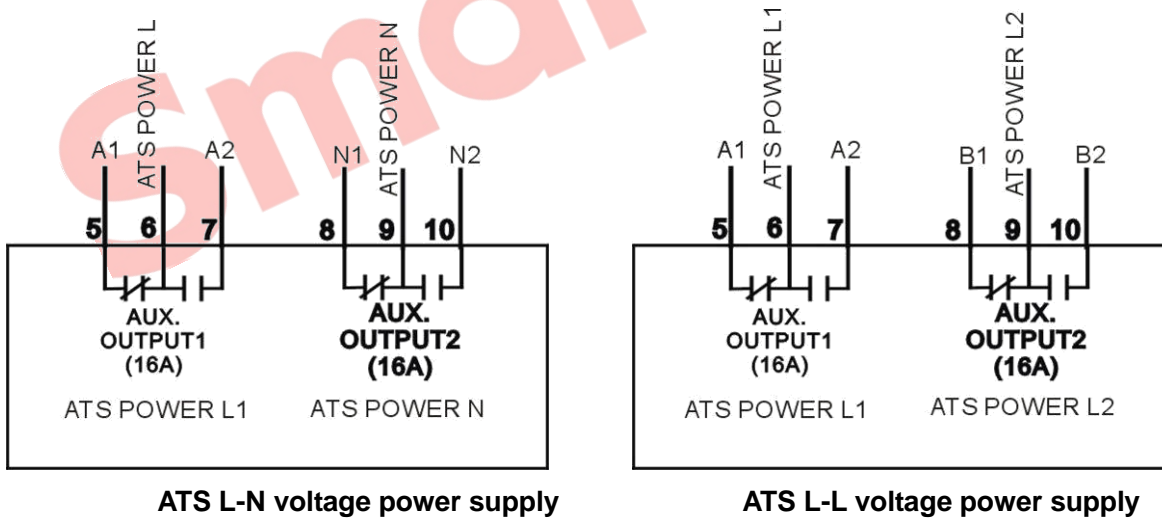 Smar
A1
ATS POWER L
A2
N1
ATS POWER N
N2
5 6 7 8 9 10
AUX.
OUTPUT1
(16A)
AUX.
OUTPUT2
(16A)
ATS POWER L1
ATS POWER N
ATS L-N voltage power supply
A1
ATS POWER L1
A2
B1
ATS POWER L2
B2
5 6 7 8 9 10
AUX.
OUTPUT1
(16A)
AUX.
OUTPUT2
(16A)
ATS POWER L1
ATS POWER L2
ATS L-L voltage power supply